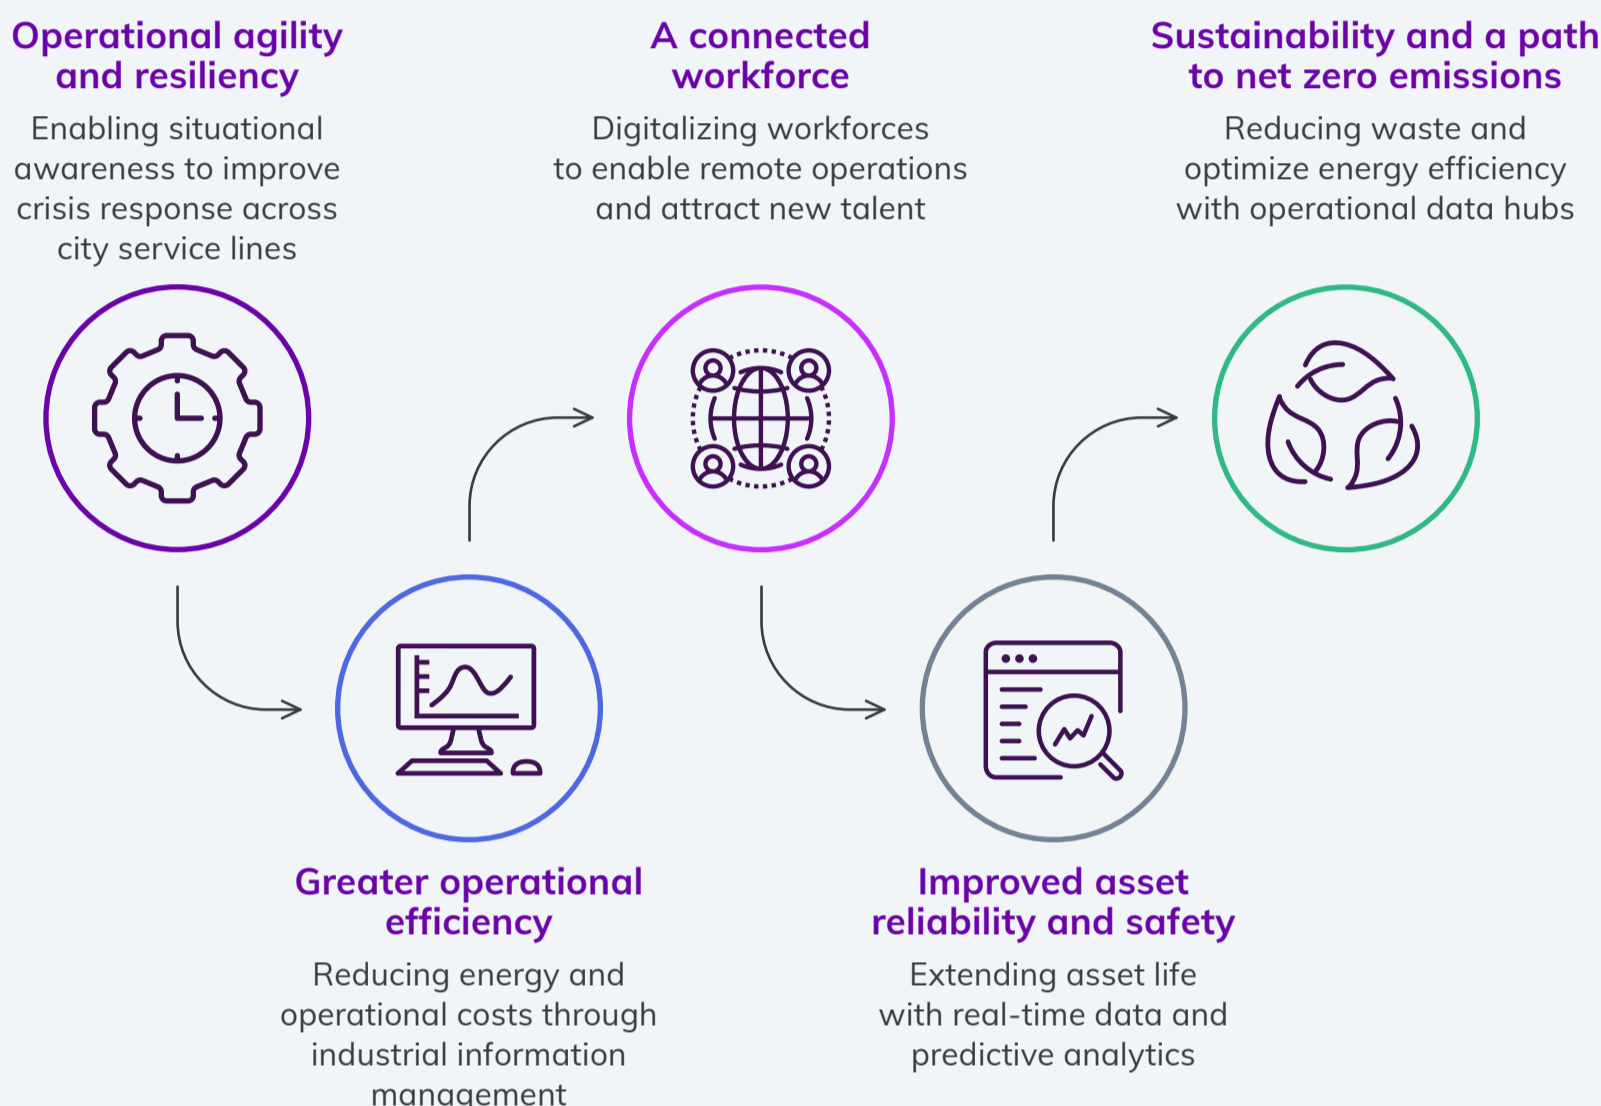 Operational agility
and resiliency
Enabling situational
awareness to improve
crisis response across
city service lines
Greater operational
efficiency
Reducing energy and
operational costs through
industrial information
management
A connected
workforce
Digitalizing workforces
to enable remote operations
and attract new talent
Improved asset
reliability and safety
Extending asset life
with real-time data and
predictive analytics
Sustainability and a path
to net zero emissions
Reducing waste and
optimize energy efficiency
with operational data hubs